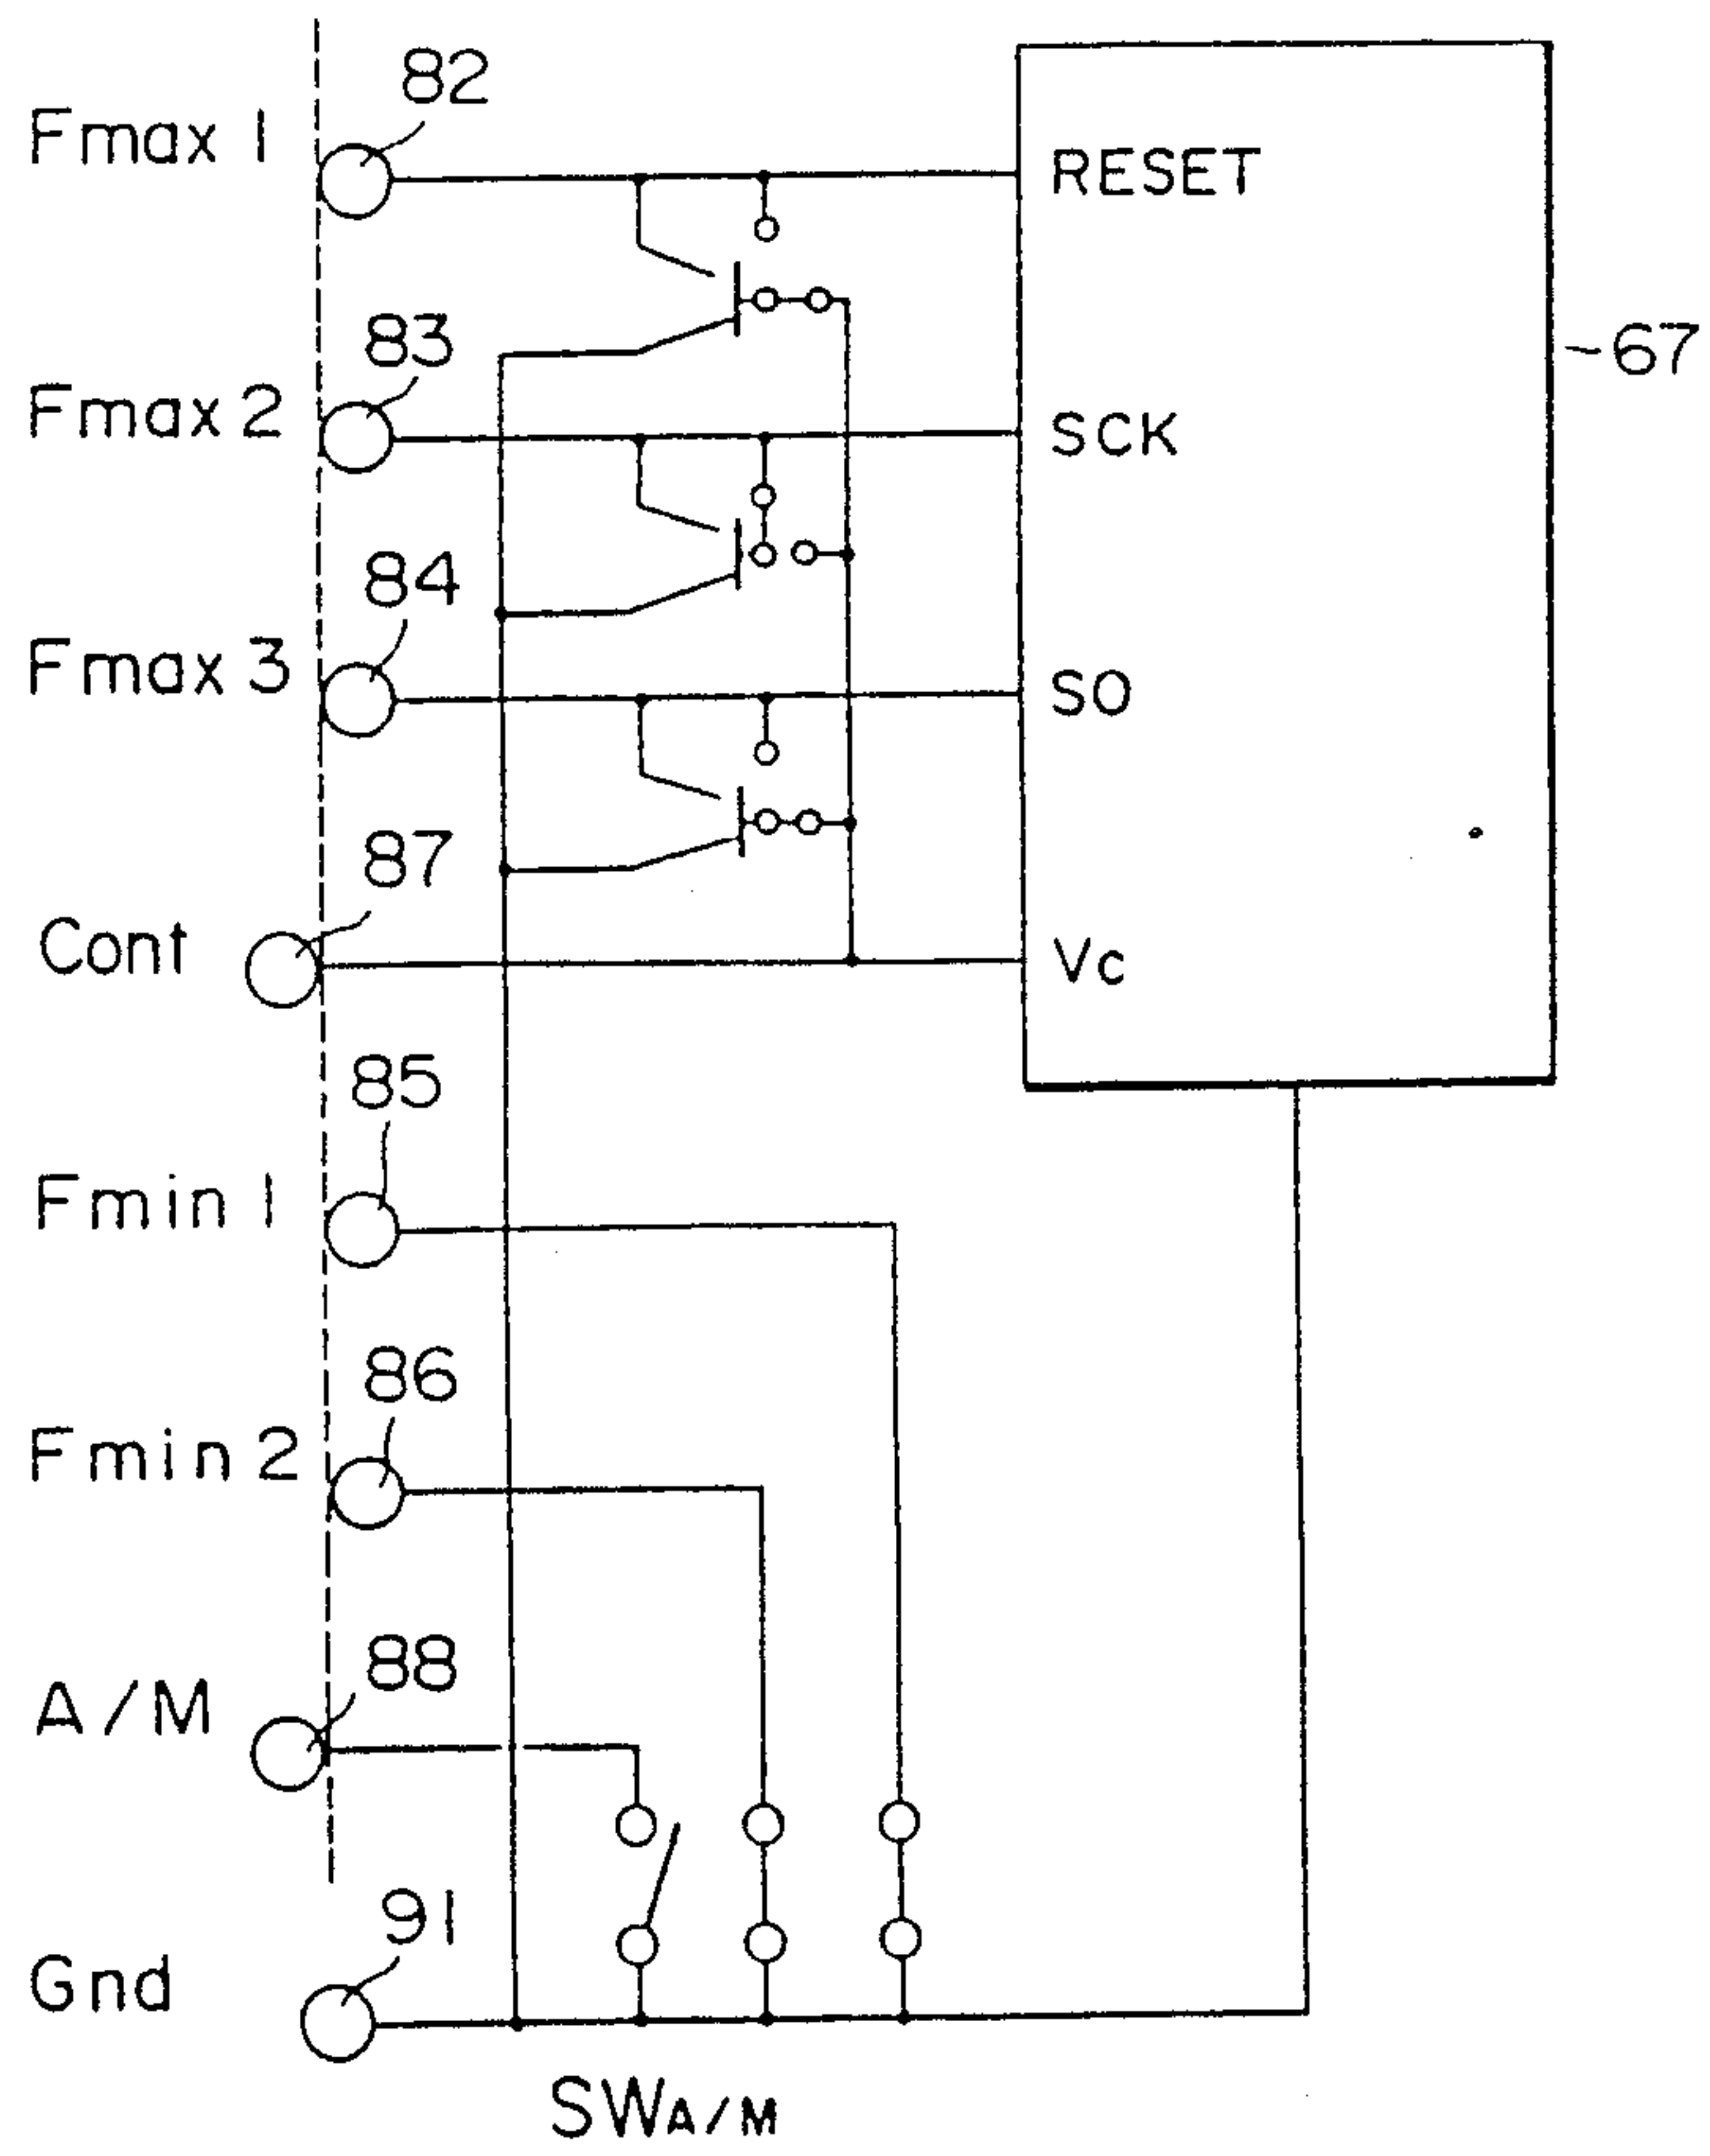 82
Fmax 1
RESET
83
67
Fmax 2
SCK
84
Fmax 3
SO
87
Cont
Vc
85
Fmin 1
86
Fmin 2
88
A/M
91
Gnd
SWA/M